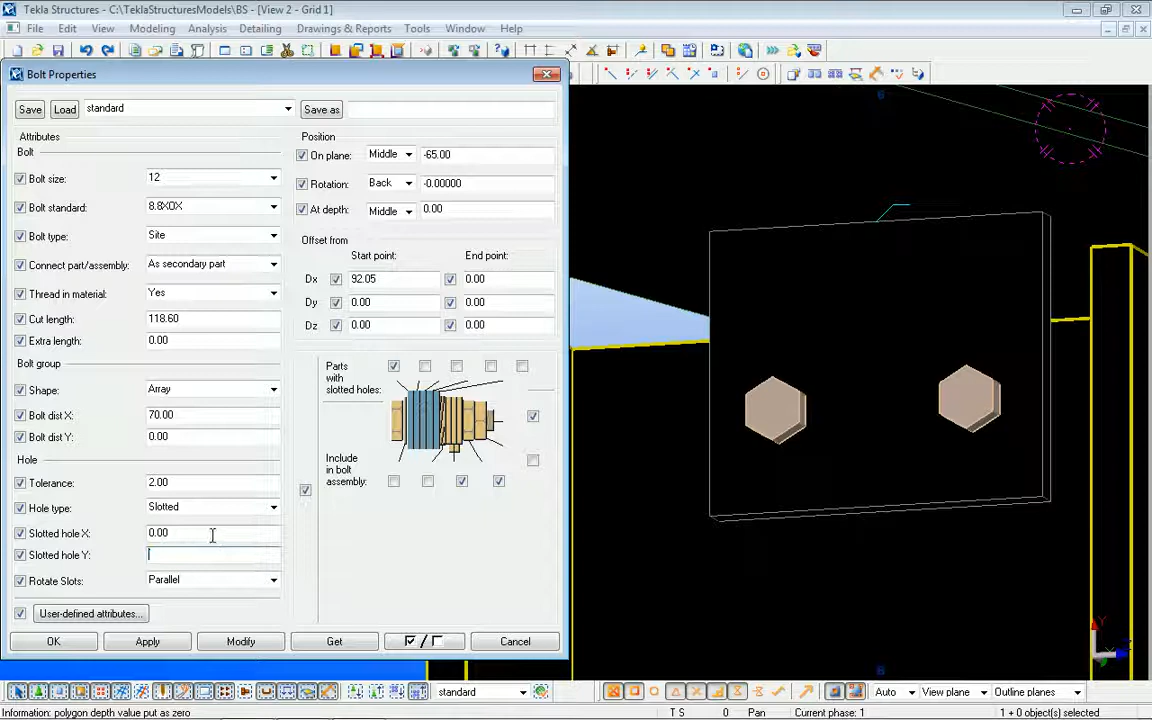 Tekla Structures - C:\TeklaStructuresModels\BS - [View 2 - Grid 1]
File Edit View Modeling Analysis Detailing Drawings & Reports Tools Window Help
Bolt Properties
Save Load standard Save as
Attributes
Bolt
Bolt size: 12
Bolt standard: 8.8XOX
Bolt type: Site
Connect part/assembly: As secondary part
Thread in material: Yes
Cut length: 118.60
Extra length: 0.00
Bolt group
Shape: Array
Bolt dist X: 70.00
Bolt dist Y: 0.00
Hole
Tolerance: 2.00
Hole type: Slotted
Slotted hole X: 0.00
Slotted hole Y:
Rotate Slots: Parallel
User-defined attributes...
Position
On plane: Middle -65.00
Rotation: Back -0.00000
At depth: Middle 0.00
Offset from
Start point: End point:
Dx 92.05 0.00
Dy 0.00 0.00
Dz 0.00 0.00
Parts
with
slotted holes:
Include
in bolt
assembly:
OK Apply Modify Get / Cancel
standard Auto View plane Outline planes
Information: polygon depth value put as zero T S 0 Pan Current phase: 1 1 + 0 object(s) selected